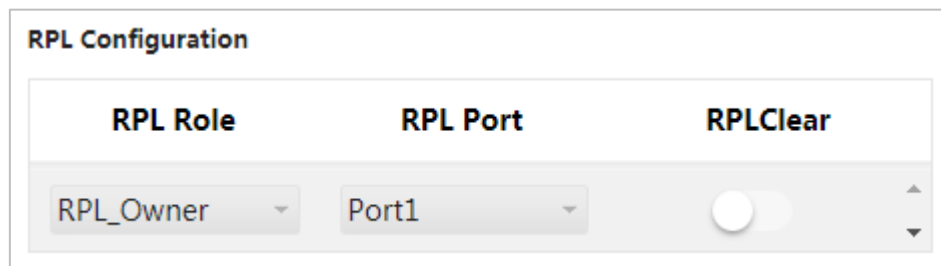 RPL Configuration
RPL Role RPL Port RPLClear
RPL_Owner Port1